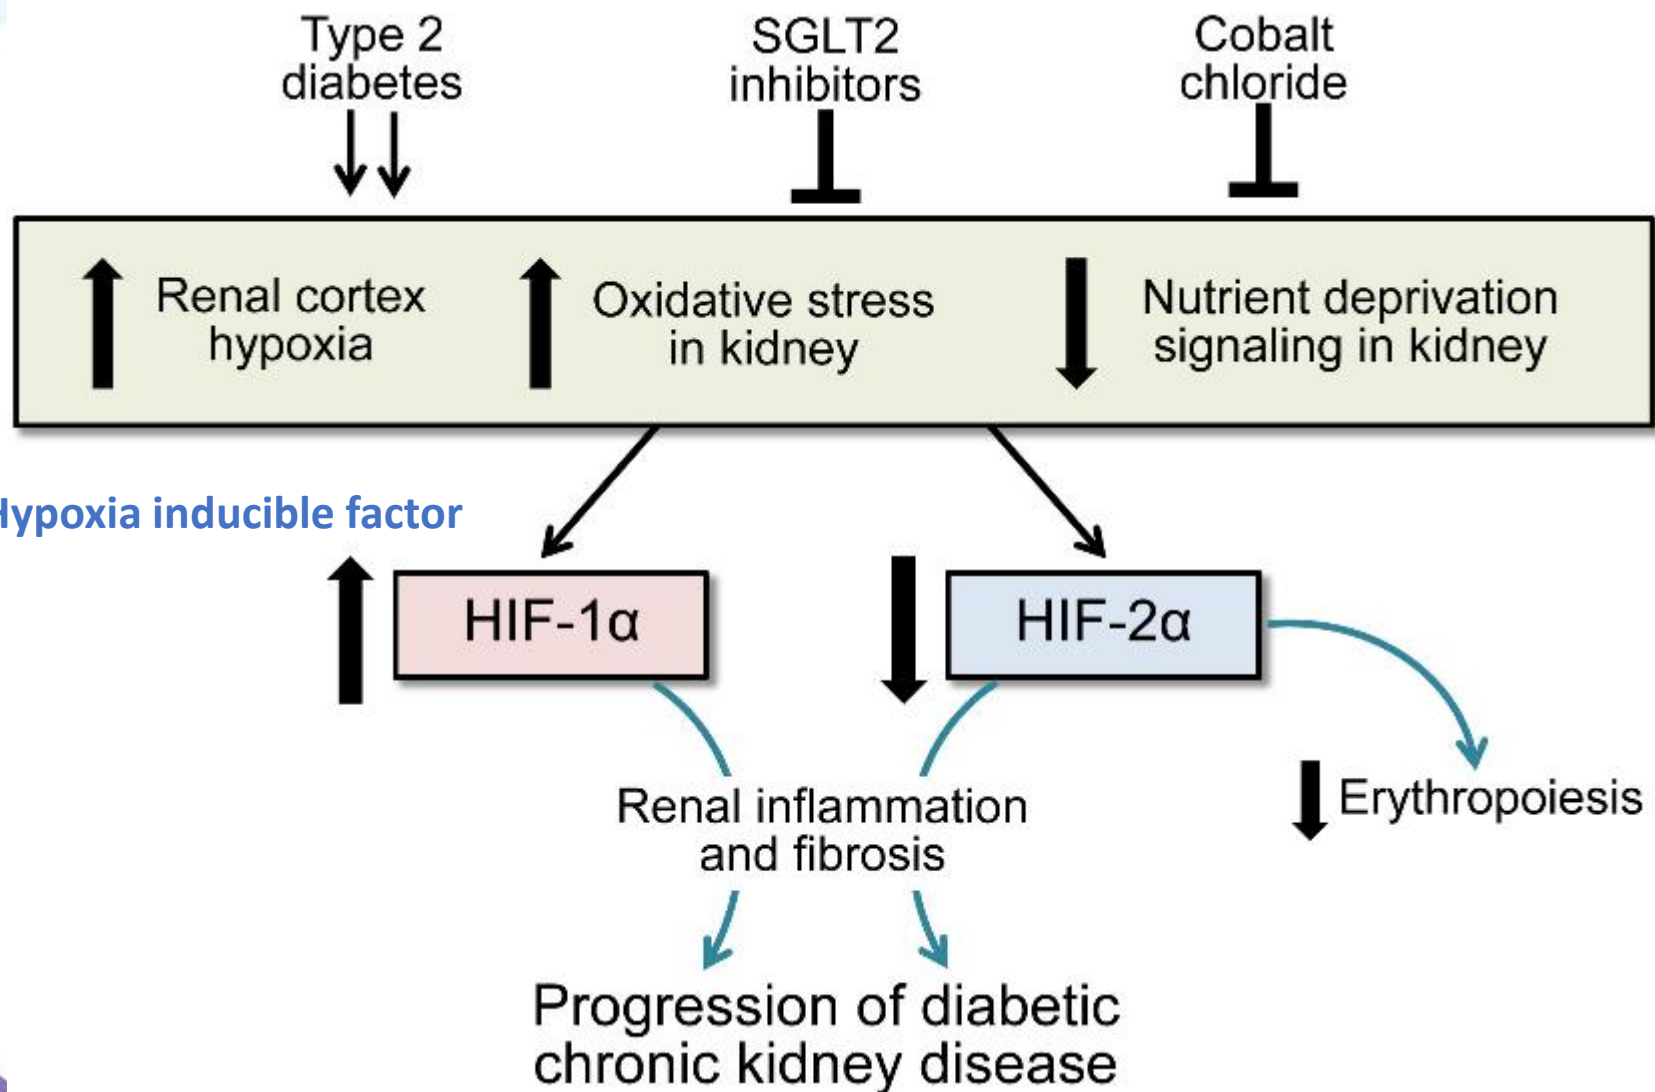 Type 2
diabetes
SGLT2
inhibitors
Cobalt
chloride
Renal cortex
hypoxia
Oxidative stress
in kidney
Nutrient deprivation
signaling in kidney
Hypoxia inducible factor
HIF-1α
HIF-2α
Renal inflammation
and fibrosis
Erythropoiesis
Progression of diabetic
chronic kidney disease